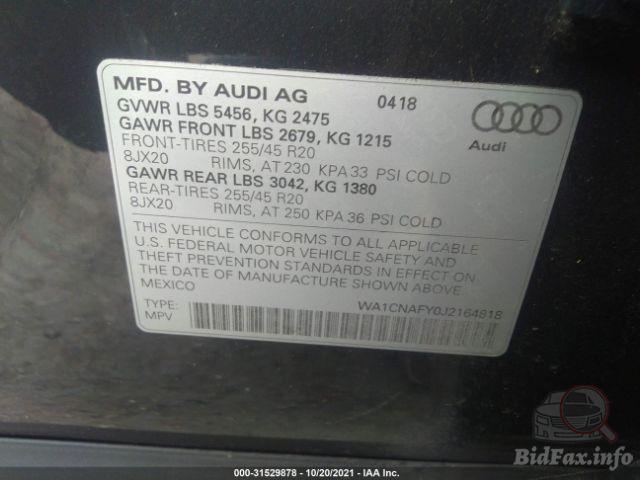 MFD. BY AUDI AG 0418
GVWR LBS 5456, KG 2475
GAWR FRONT LBS 2679, KG 1215
FRONT-TIRES 255/45 R20
8JX20 RIMS, AT 230 KPA 33 PSI COLD
GAWR REAR LBS 3042, KG 1380
REAR-TIRES 255/45 R20
8JX20 RIMS, AT 250 KPA 36 PSI COLD
Audi
THIS VEHICLE CONFORMS TO ALL APPLICABLE
U.S. FEDERAL MOTOR VEHICLE SAFETY AND
THEFT PREVENTION STANDARDS IN EFFECT ON
THE DATE OF MANUFACTURE SHOWN ABOVE.
MEXICO
WA1CNAFY0J2164818
TYPE:
MPV
BidFax.info
000-31529878 - 10/20/2021 - IAA Inc.